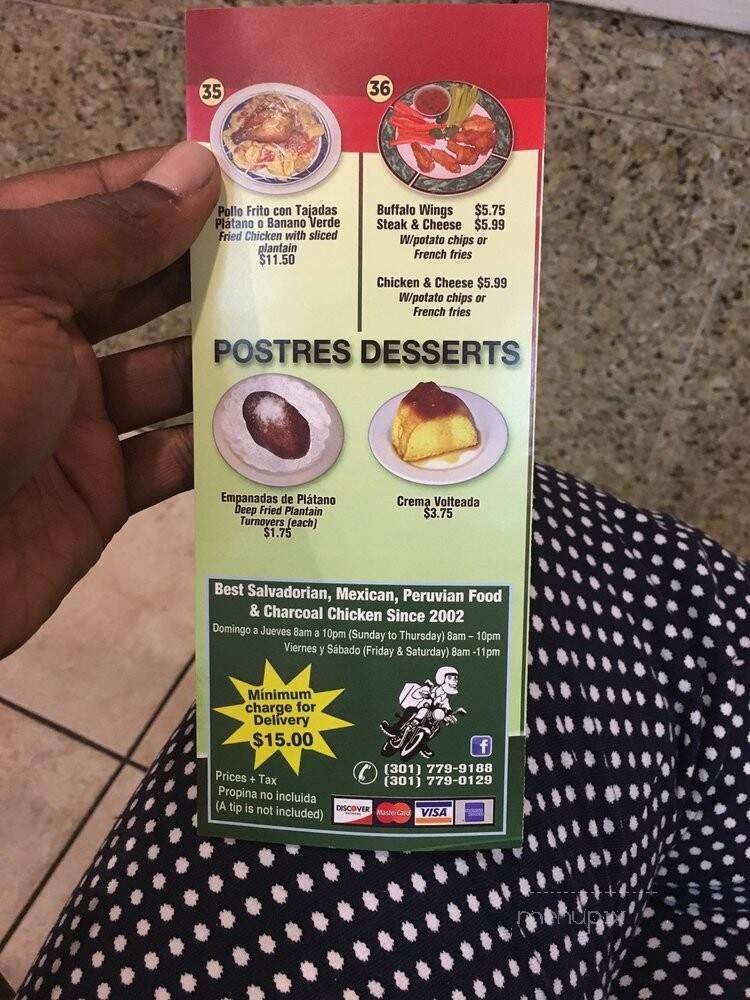 35
Pollo Frito con Tajadas
Plátano o Banano Verde
Fried Chicken with sliced
plantain
$11.50
36
Buffalo Wings $5.75
Steak & Cheese $5.99
W/potato chips or
French fries
Chicken & Cheese $5.99
W/potato chips or
French fries
POSTRES DESSERTS
Empanadas de Plátano
Deep Fried Plantain
Turnovers (each)
$1.75
Crema Volteada
$3.75
Best Salvadorian, Mexican, Peruvian Food
& Charcoal Chicken Since 2002
Domingo a Jueves 8am a 10pm (Sunday to Thursday) 8am – 10pm
Viernes y Sábado (Friday & Saturday) 8am -11pm
Minimum
charge for
Delivery
$15.00
f
(301) 779-9188
(301) 779-0129
Prices + Tax
Propina no incluida
(A tip is not included)
DISCOVER
MasterCard
VISA
menupix